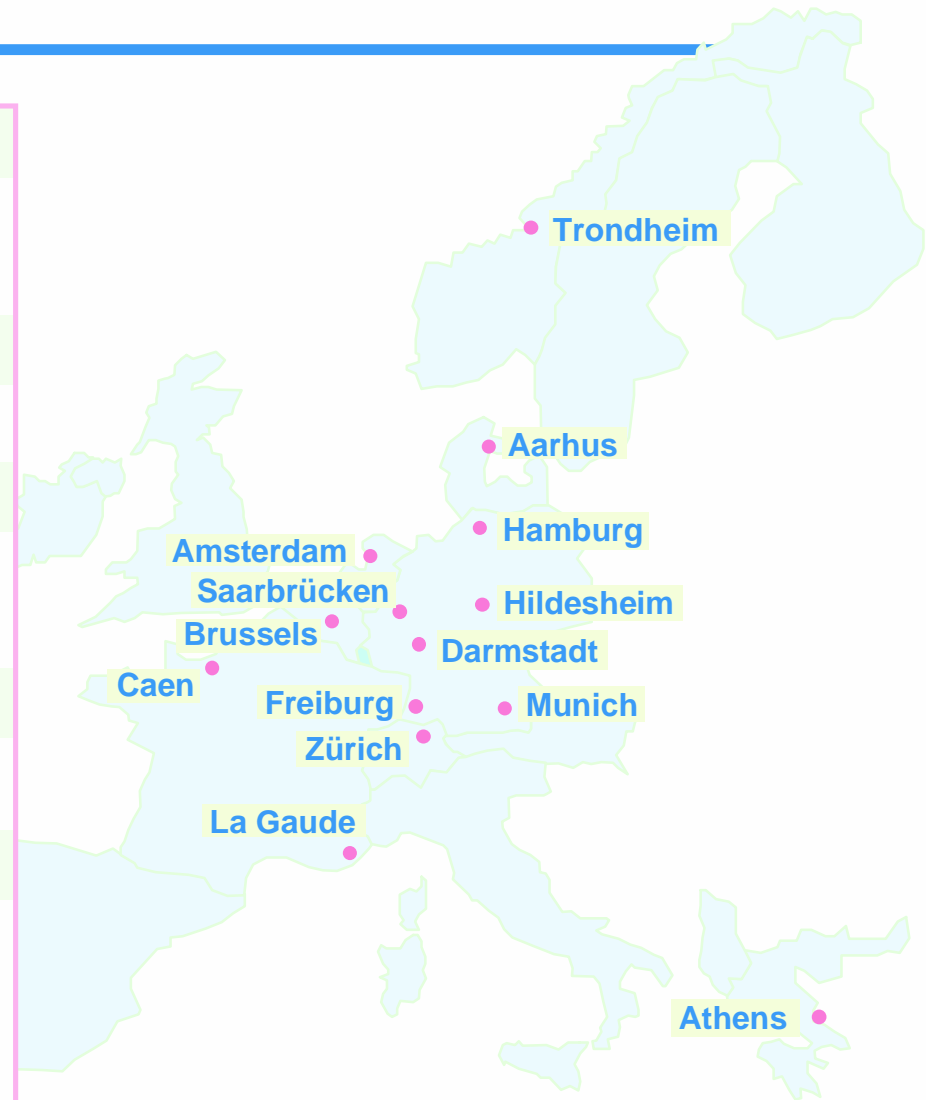 Trondheim
Aarhus
Hamburg
Amsterdam
Saarbrücken
Hildesheim
Brussels
Darmstadt
Caen
Freiburg
Munich
Zürich
La Gaude
Athens